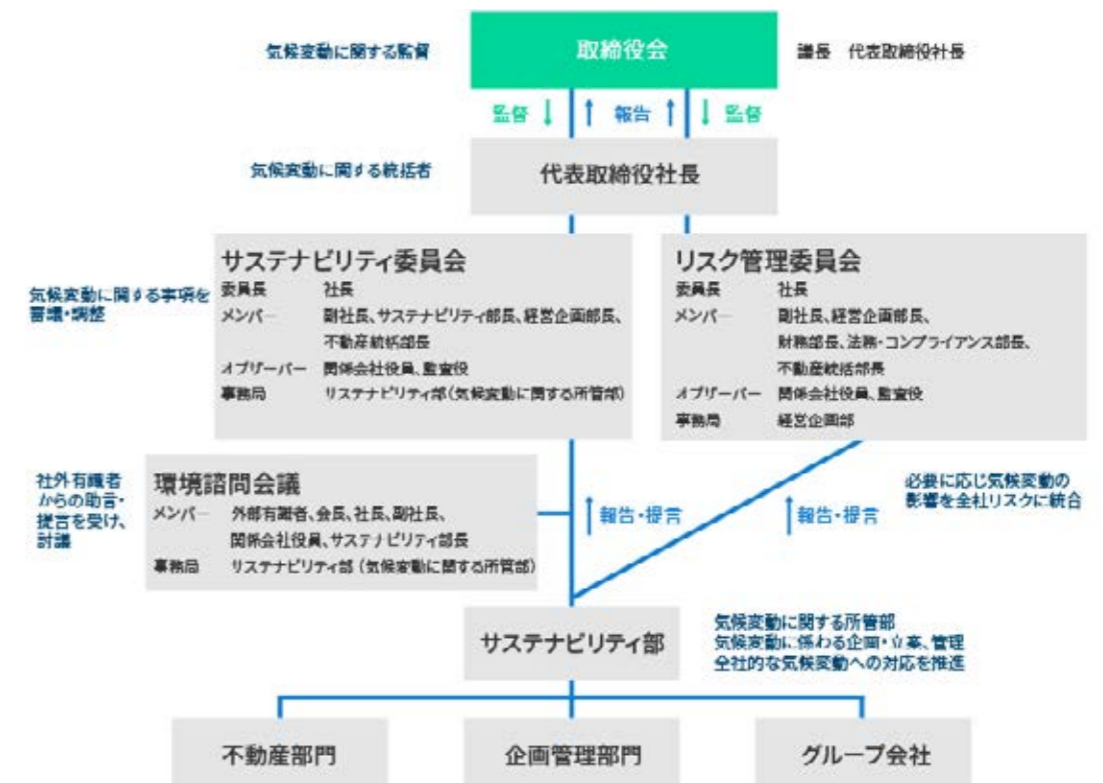 気候変動に関する監督
取締役会
議長 代表取締役社長
監督 ↓ ↑ 報告 ↑ ↓ 監督
気候変動に関する統括者
代表取締役社長
気候変動に関する事項を
審議・調整
サステナビリティ委員会
委員長 社長
メンバー 副社長、サステナビリティ部長、経営企画部長、
不動産統括部長
オブザーバー 関係会社役員、監査役
事務局 サステナビリティ部(気候変動に関する所管部)
リスク管理委員会
委員長 社長
メンバー 副社長、経営企画部長、
財務部長、法務・コンプライアンス部長、
不動産統括部長
オブザーバー 関係会社役員、監査役
事務局 経営企画部
社外有識者
からの助言・
提言を受け、
討議
環境諮問会議
メンバー 外部有識者、会長、社長、副社長、
関係会社役員、サステナビリティ部長
事務局 サステナビリティ部(気候変動に関する所管部)
↑ 報告・提言
↑ 報告・提言
必要に応じ気候変動の
影響を全社リスクに統合
サステナビリティ部
気候変動に関する所管部
気候変動に係わる企画・立案、管理
全社的な気候変動への対応を推進
不動産部門
企画管理部門
グループ会社